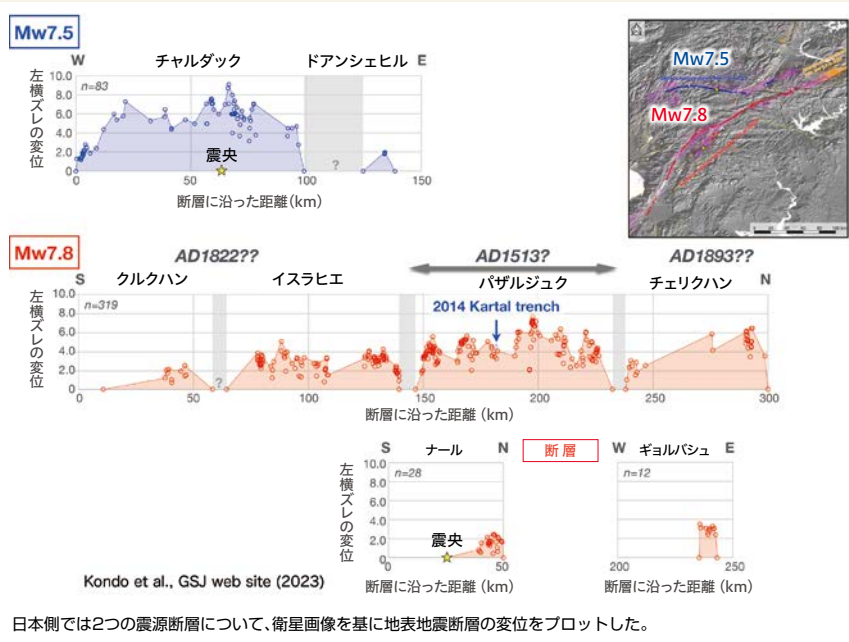 Mw7.5
W チャルダック ドアンシェヒル E
左横ズレの変位
10.0
n=83
8.0
6.0
4.0
2.0
0
震央
?
0 50 100 150
断層に沿った距離(km)
Mw7.5
Mw7.8
Mw7.8
AD1822?? AD1513? AD1893??
S クルクハン イスラヒエ パザルジュク チェリクハン N
左横ズレの変位
10.0
n=319
2014 Kartal trench
8.0
6.0
4.0
2.0
0
?
0 50 100 150 200 250 300
断層に沿った距離 (km)
S ナール N 断層 W ギョルバシュ E
左横ズレの変位
10.0
n=28 n=12
8.0
6.0
4.0
2.0
0
震央
0 50 200 250
断層に沿った距離 (km) 断層に沿った距離 (km)
Kondo et al., GSJ web site (2023)
日本側では2つの震源断層について、衛星画像を基に地表地震断層の変位をプロットした。